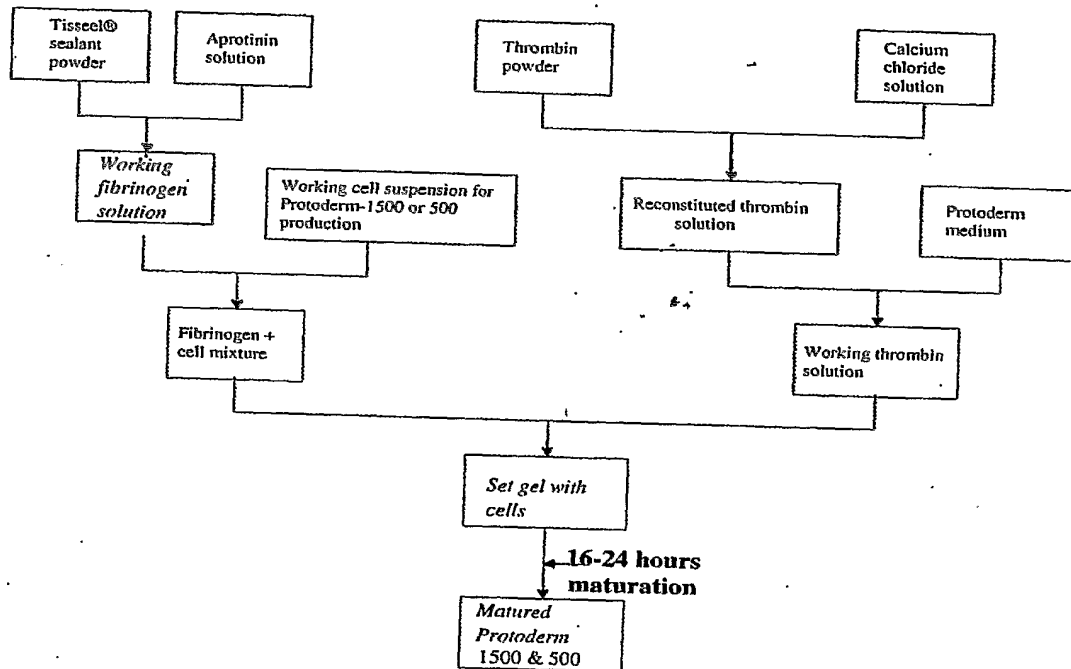 Tisseel®
sealant
powder
Aprotinin
solution
Thrombin
powder
Calcium
chloride
solution
Working
fibrinogen
solution
Working cell suspension for
Protoderm-1500 or 500
production
Reconstituted thrombin
solution
Protoderm
medium
Fibrinogen +
cell mixture
Working thrombin
solution
Set gel with
cells
16-24 hours
maturation
Matured
Protoderm
1500 & 500